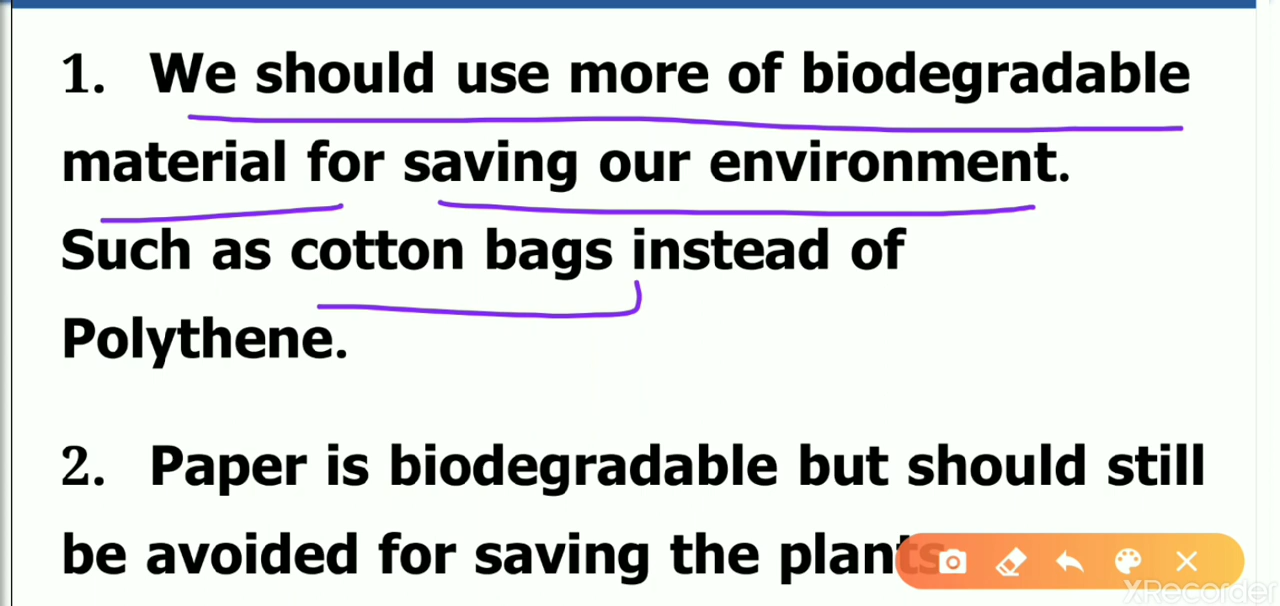 1. We should use more of biodegradable
material for saving our environment.
Such as cotton bags instead of
Polythene.
2. Paper is biodegradable but should still
be avoided for saving the plants
XRecorder